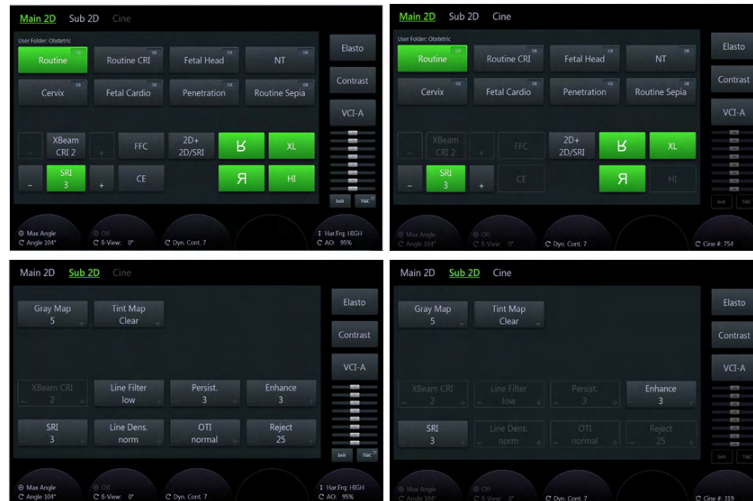 Main 2D Sub 2D Cine
User Folder: Obstetric
Routine Routine CRI Fetal Head NT
Cervix Fetal Cardio Penetration Routine Sepia
Elasto
Contrast
VCI-A
- XBeam CRI 2 + FFC 2D+ 2D/SRI R XL
- SRI 3 + CE R HI
Max Angle Off Har.Frq: HIGH
Angle 104° B-View: 0° Dyn. Cont. 7 AO: 95%
Main 2D Sub 2D Cine
User Folder: Obstetric
Routine Routine CRI Fetal Head NT
Cervix Fetal Cardio Penetration Routine Sepia
Elasto
Contrast
VCI-A
- XBeam CRI 2 + FFC 2D+ 2D/SRI R XL
- SRI 3 + CE R HI
Max Angle Off
Angle 104° B-View: 0° Dyn. Cont. 7 Cine #: 754
Main 2D Sub 2D Cine
Gray Map 5 Tint Map Clear
Elasto
Contrast
VCI-A
XBeam CRI 2 Line Filter low Persist. 3 Enhance 3
SRI 3 Line Dens. norm OTI normal Reject 25
Max Angle Off Har.Frq: HIGH
Angle 104° B-View: 0° Dyn. Cont. 7 AO: 95%
Main 2D Sub 2D Cine
Gray Map 5 Tint Map Clear
Elasto
Contrast
VCI-A
XBeam CRI 2 Line Filter low Persist. 3 Enhance 3
SRI 3 Line Dens. norm OTI normal Reject 25
Max Angle Off
Angle 104° B-View: 0° Dyn. Cont. 7 Cine #: 319